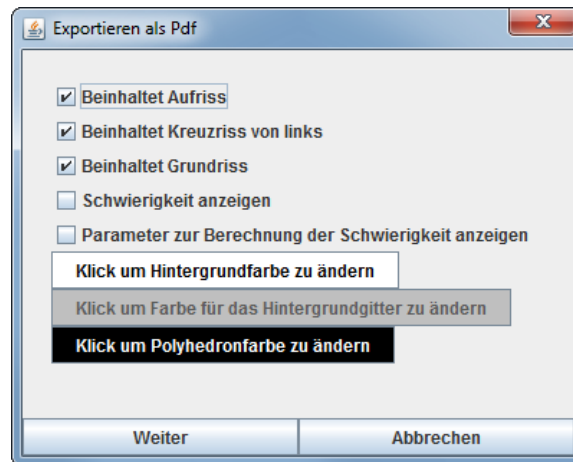 Exportieren als Pdf
Beinhaltet Aufriss
Beinhaltet Kreuzriss von links
Beinhaltet Grundriss
Schwierigkeit anzeigen
Parameter zur Berechnung der Schwierigkeit anzeigen
Klick um Hintergrundfarbe zu ändern
Klick um Farbe für das Hintergrundgitter zu ändern
Klick um Polyhedronfarbe zu ändern
Weiter Abbrechen